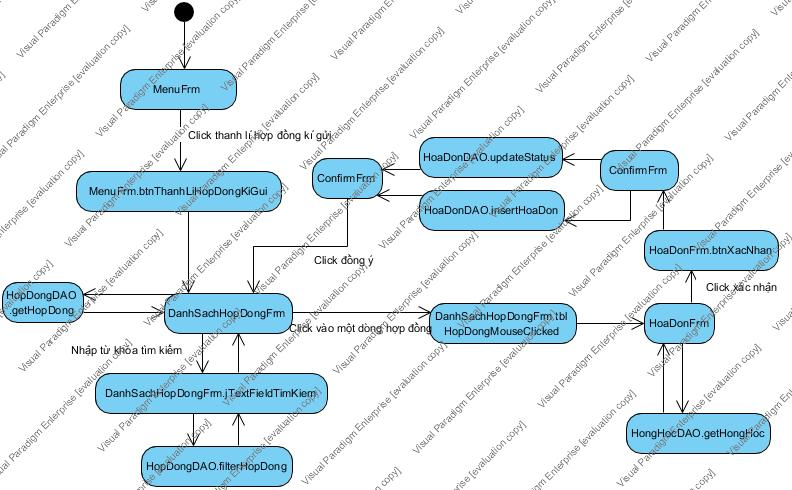 MenuFrm
Click thanh lí hợp đồng kí gửi
MenuFrm.btnThanhLiHopDongKiGui
ConfirmFrm
HoaDonDAO.updateStatus
HoaDonDAO.insertHoaDon
ConfirmFrm
HoaDonFrm.btnXacNhan
Click đồng ý
Click xác nhận
HopDongDAO
.getHopDong
DanhSachHopDongFrm
Click vào một dòng hợp đồng
DanhSachHopDongFrm.tbl
HopDongMouseClicked
HoaDonFrm
Nhập từ khóa tìm kiếm
DanhSachHopDongFrm.jTextFieldTimKiem
HongHocDAO.getHongHoc
HopDongDAO.filterHopDong
Visual Paradigm Enterprise [evaluation copy]